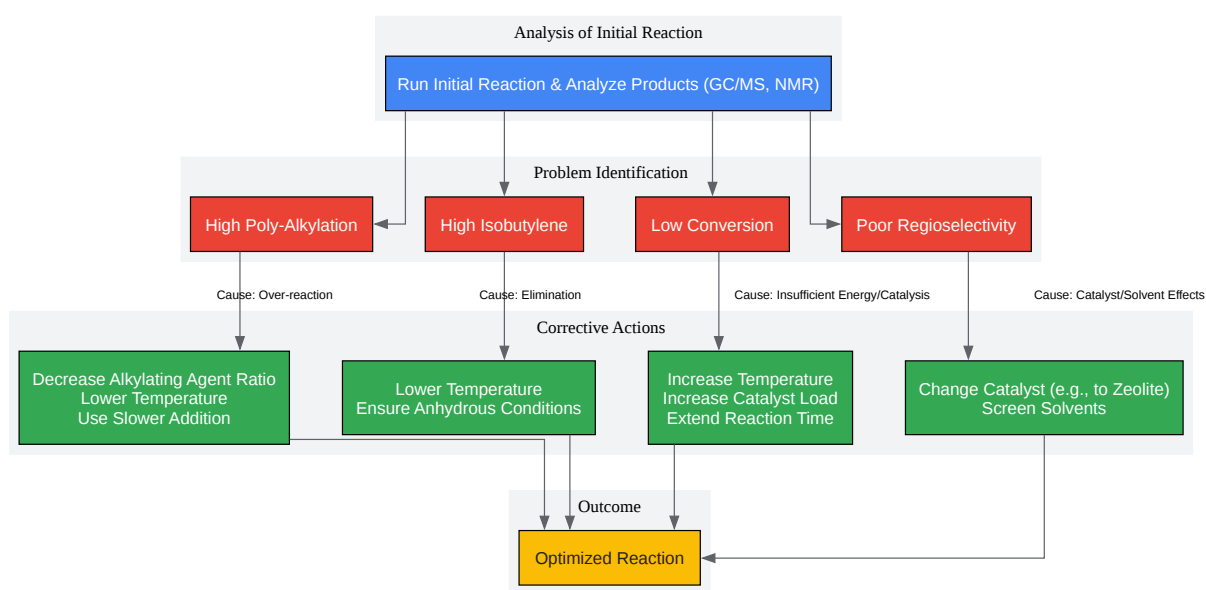 Analysis of Initial Reaction
Run Initial Reaction & Analyze Products (GC/MS, NMR)
Problem Identification
High Poly-Alkylation
High Isobutylene
Low Conversion
Poor Regioselectivity
Cause: Over-reaction
Cause: Elimination
Cause: Insufficient Energy/Catalysis
Cause: Catalyst/Solvent Effects
Corrective Actions
Decrease Alkylating Agent Ratio
Lower Temperature
Use Slower Addition
Lower Temperature
Ensure Anhydrous Conditions
Increase Temperature
Increase Catalyst Load
Extend Reaction Time
Change Catalyst (e.g., to Zeolite)
Screen Solvents
Outcome
Optimized Reaction